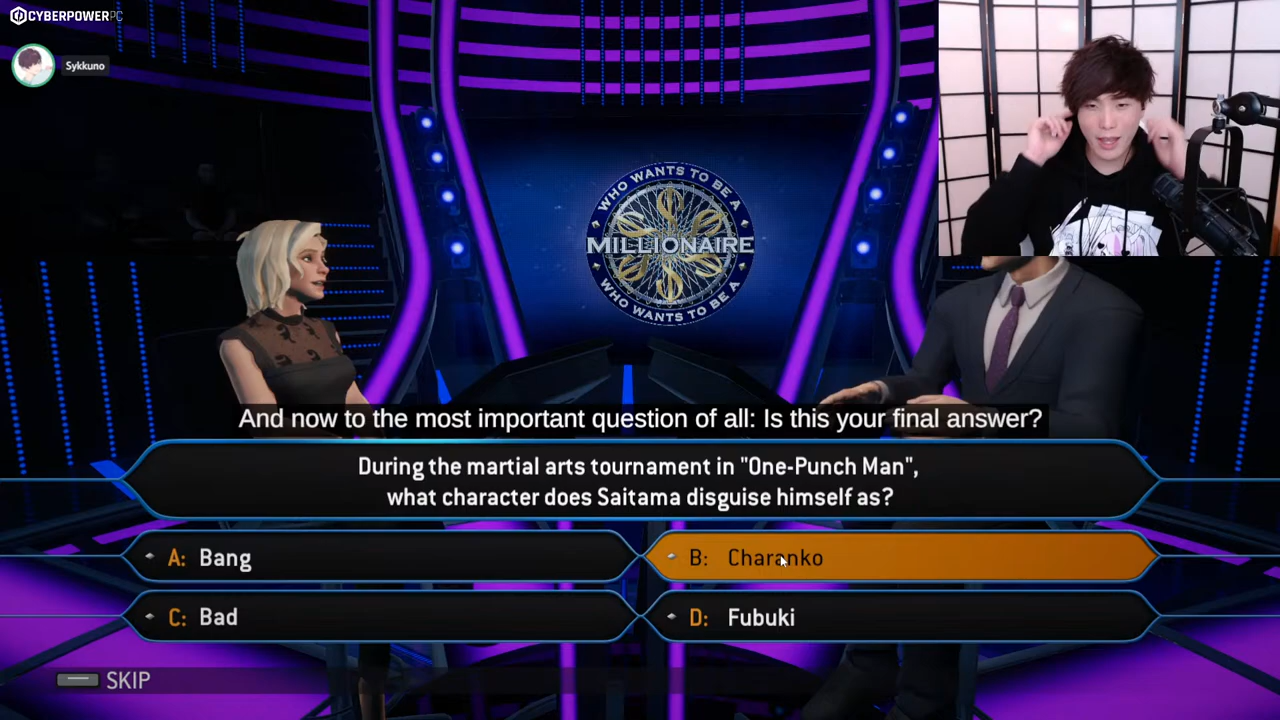 CYBERPOWERPC
Sykkuno
WHO WANTS TO BE A
MILLIONAIRE
WHO WANTS TO BE A
And now to the most important question of all: Is this your final answer?
During the martial arts tournament in "One-Punch Man",
what character does Saitama disguise himself as?
A: Bang
B: Charanko
C: Bad
D: Fubuki
SKIP